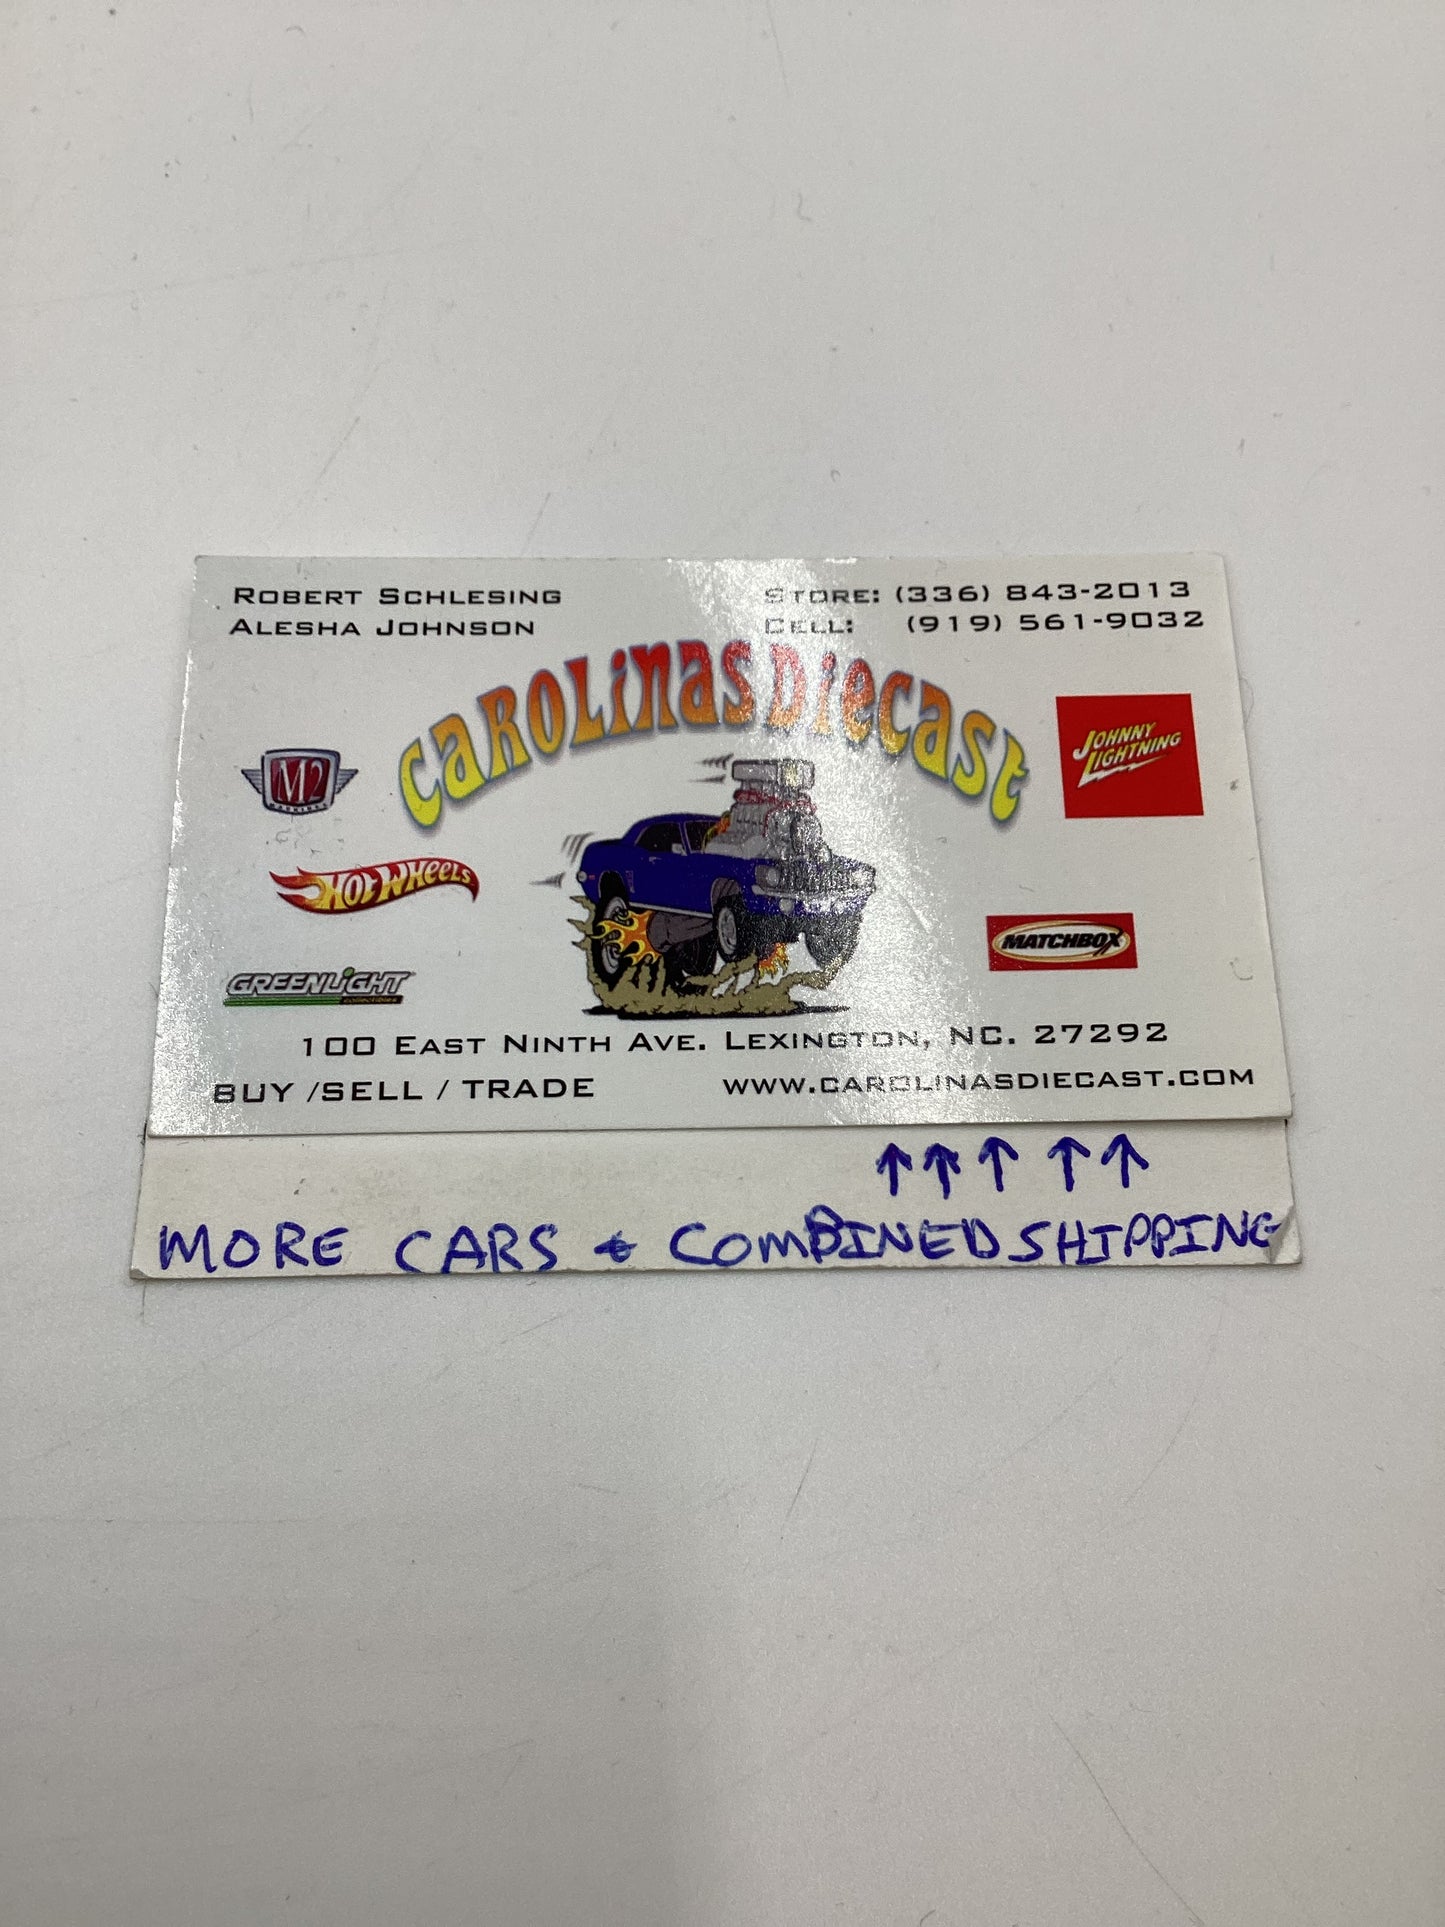 ROBERT SCHLESING
ALESHA JOHNSON
STORE: (336) 843-2013
CELL: (919) 561-9032
CAROLiNAS DiECAST
M2
MACHINES
JOHNNY
LIGHTNING
HOT WHEELS
MATCHBOX
GREENLiGHT
collectibles
100 EAST NINTH AVE. LEXINGTON, NC. 27292
BUY /SELL / TRADE
WWW.CAROLINASDIECAST.COM
↑↑↑↑↑
MORE CARS & COMBINED SHIPPING